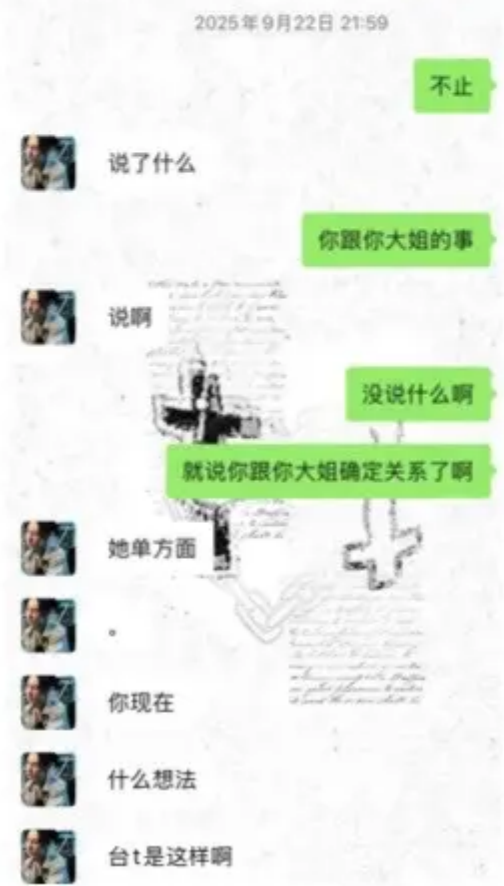 2025年9月22日 21:59
不止
说了什么
你跟你大姐的事
说啊
没说什么啊
就说你跟你大姐确定关系了啊
她单方面
。
你现在
什么想法
台t是这样啊